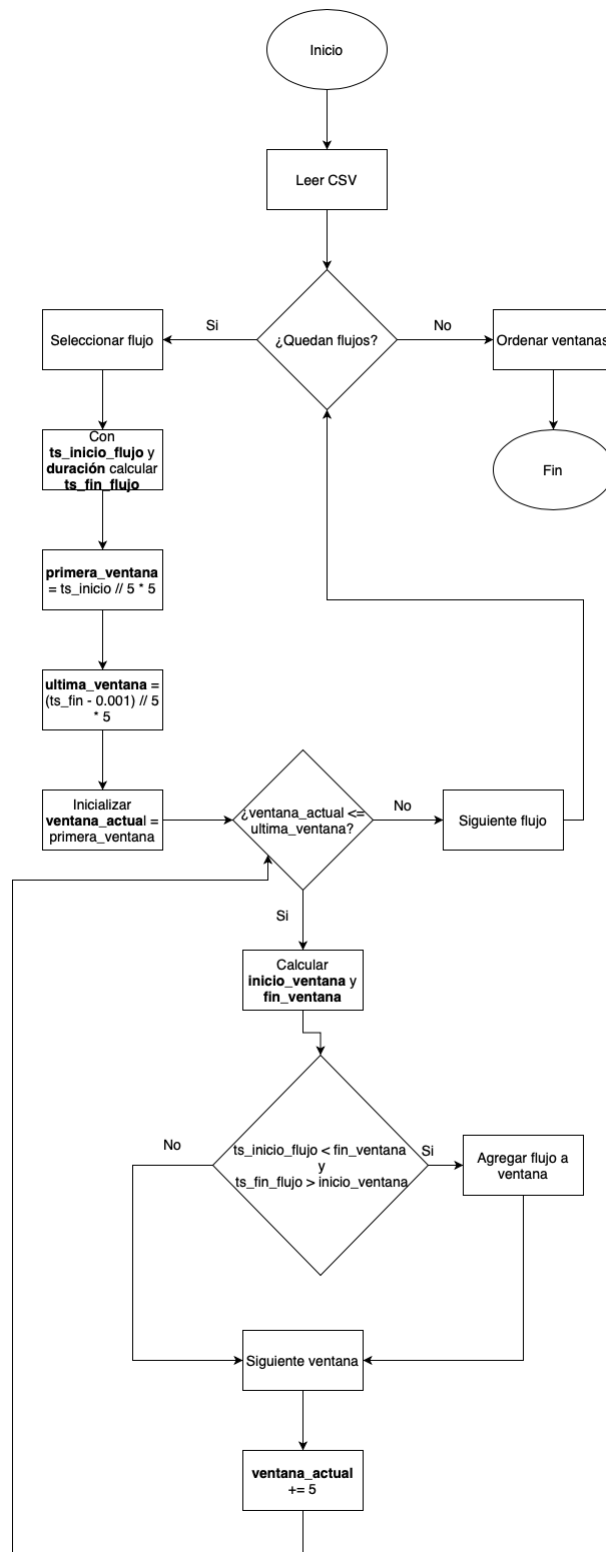 Inicio
Leer CSV
¿Quedan flujos?
Si
No
Seleccionar flujo
Ordenar ventanas
Fin
Con
ts_inicio_flujo y
duración calcular
ts_fin_flujo
primera_ventana
= ts_inicio // 5 * 5
ultima_ventana =
(ts_fin - 0.001) // 5
* 5
Inicializar
ventana_actual =
primera_ventana
¿ventana_actual <=
ultima_ventana?
No
Siguiente flujo
Si
Calcular
inicio_ventana y
fin_ventana
ts_inicio_flujo < fin_ventana
y
ts_fin_flujo > inicio_ventana
No
Si
Agregar flujo a
ventana
Siguiente ventana
ventana_actual
+= 5